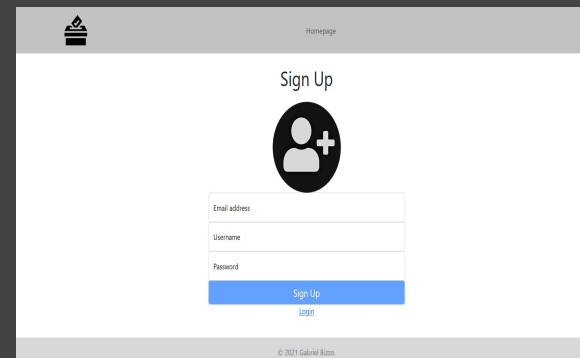 Homepage
Sign Up
Email address
Username
Password
Sign Up
Login
© 2021 Gabriel Bizzo.